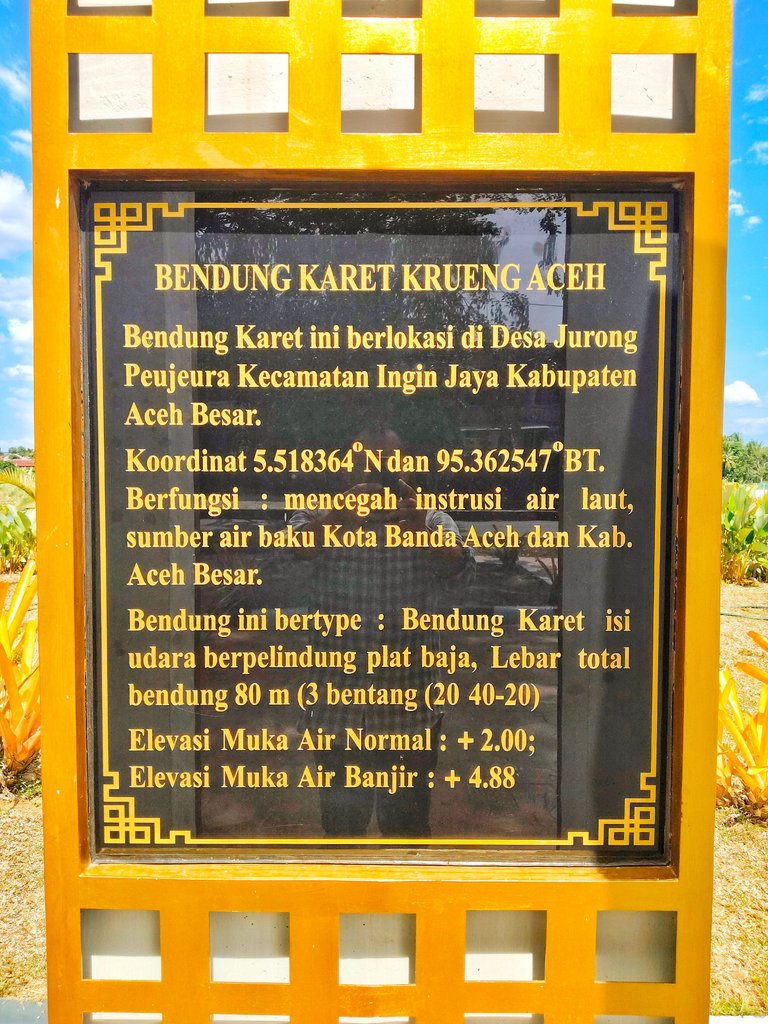 BENDUNG KARET KRUENG ACEH
Bendung Karet ini berlokasi di Desa Jurong
Peujeura Kecamatan Ingin Jaya Kabupaten
Aceh Besar.
Koordinat 5.518364°N dan 95.362547°BT.
Berfungsi : mencegah instrusi air laut,
sumber air baku Kota Banda Aceh dan Kab.
Aceh Besar.
Bendung ini bertype : Bendung Karet isi
udara berpelindung plat baja, Lebar total
bendung 80 m (3 bentang (20 40-20)
Elevasi Muka Air Normal : + 2.00;
Elevasi Muka Air Banjir : + 4.88